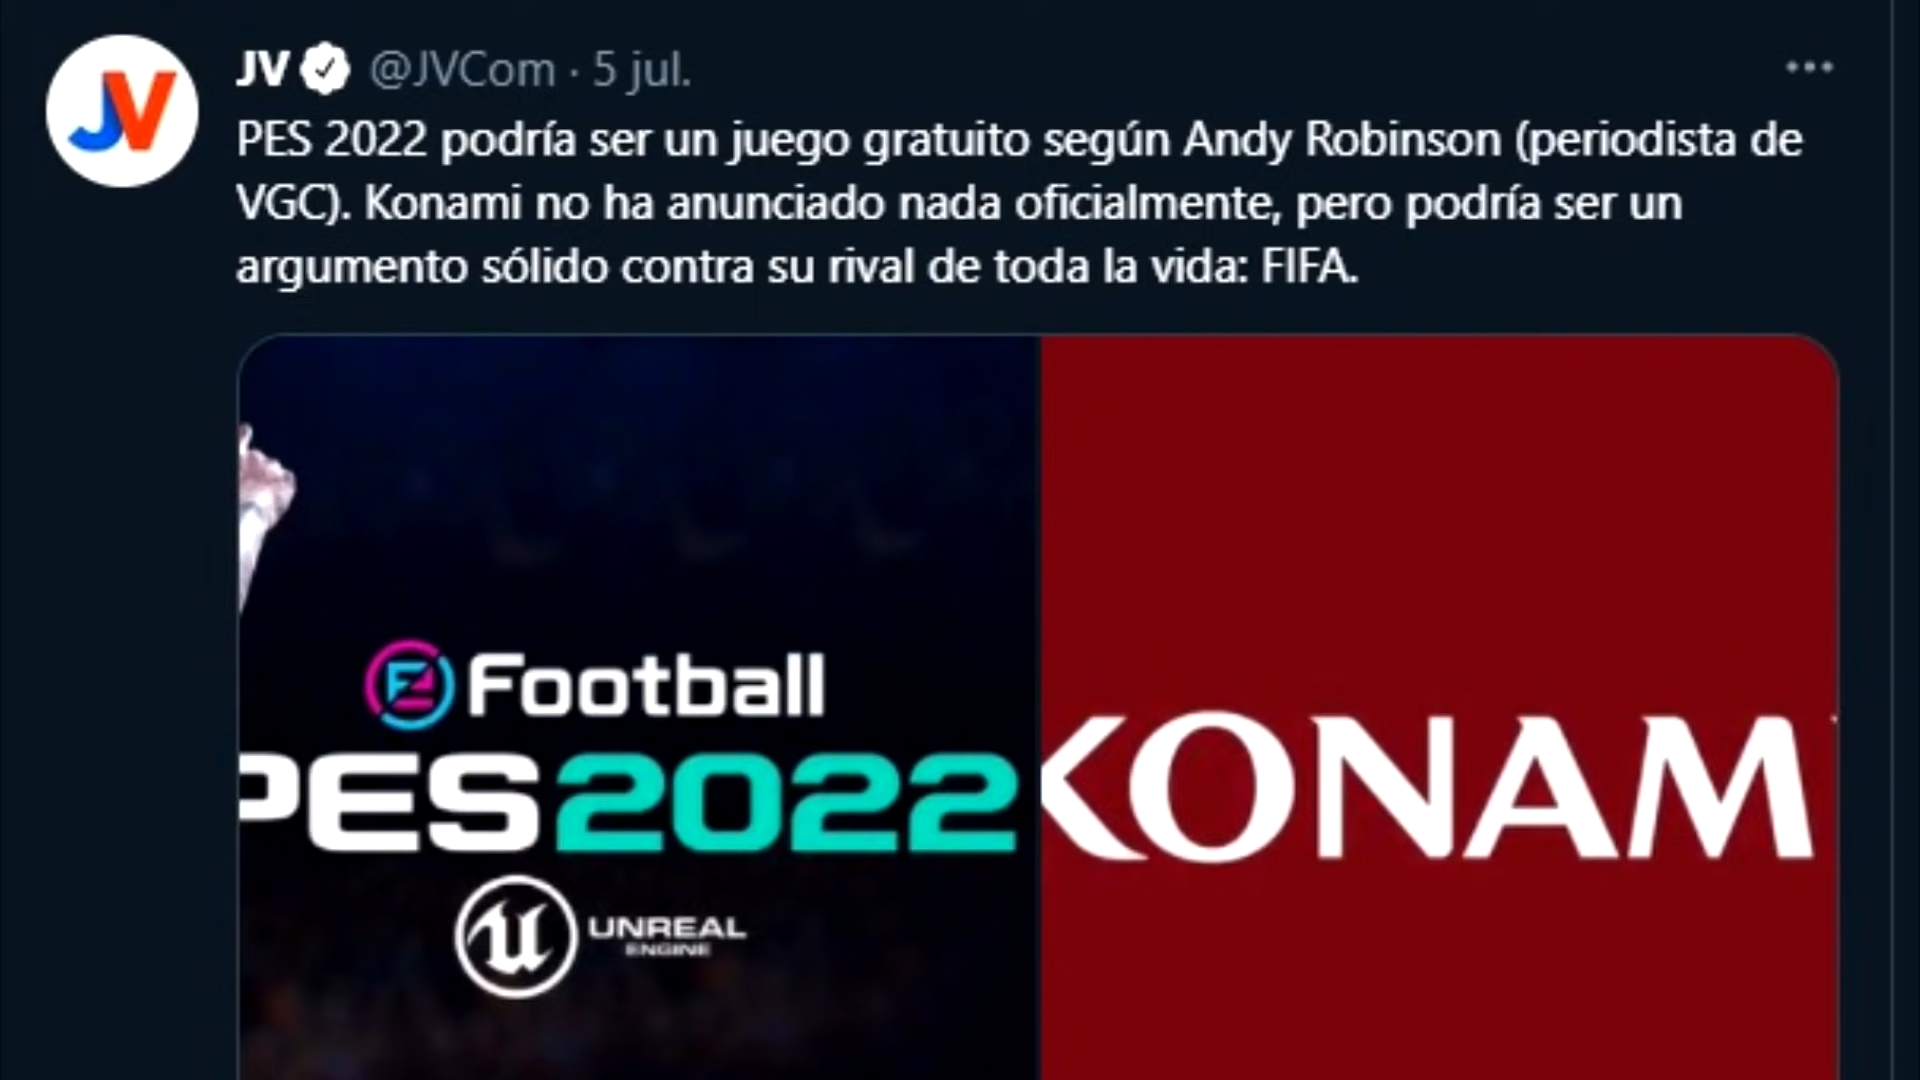 JV @JVCom · 5 jul.
PES 2022 podría ser un juego gratuito según Andy Robinson (periodista de
VGC). Konami no ha anunciado nada oficialmente, pero podría ser un
argumento sólido contra su rival de toda la vida: FIFA.
JV
Football
PES2022
UNREAL
ENGINE
KONAM